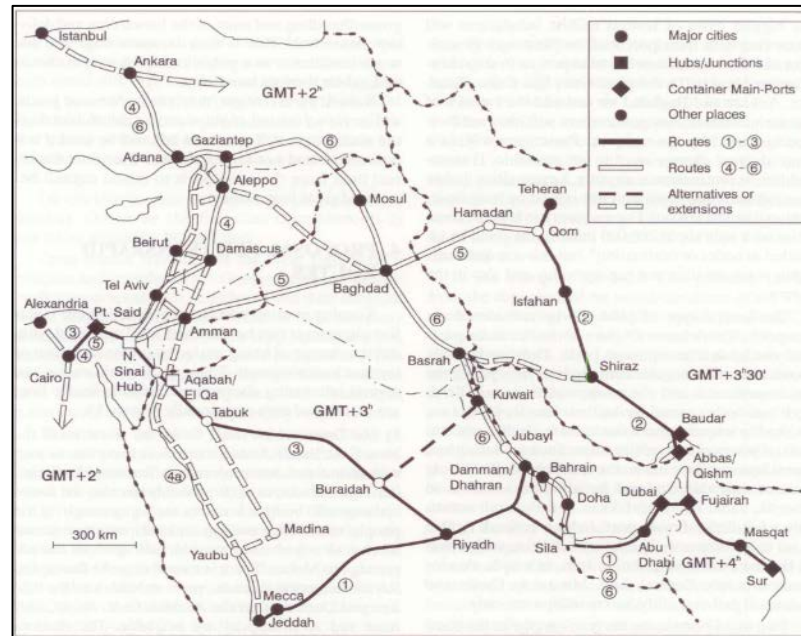 Istanbul
Ankara
GMT+2ʰ
④
⑥
Adana
Gaziantep
⑥
Aleppo
④
Mosul
Teheran
Hamadan
Qom
⑤
Beirut
Damascus
Tel Aviv
⑤
Baghdad
Isfahan
Alexandria
Pt. Said
Amman
⑥
②
③
⑤
④
N.
Cairo
Sinai
Hub
Aqabah/
El Qa
Basrah
Shiraz
GMT+3ʰ30'
Tabuk
GMT+3ʰ
Kuwait
②
Baudar
GMT+2ʰ
④a
③
⑥
Jubayl
Abbas/
Qishm
Buraidah
Dammam/
Dhahran
Bahrain
Dubai
Fujairah
300 km
Madina
Doha
Yaubu
Riyadh
Sila
①
③
⑥
Abu
Dhabi
Masqat
GMT+4ʰ
Sur
Mecca
①
Jeddah
Major cities
Hubs/Junctions
Container Main-Ports
Other places
Routes ①-③
Routes ④-⑥
Alternatives or
extensions